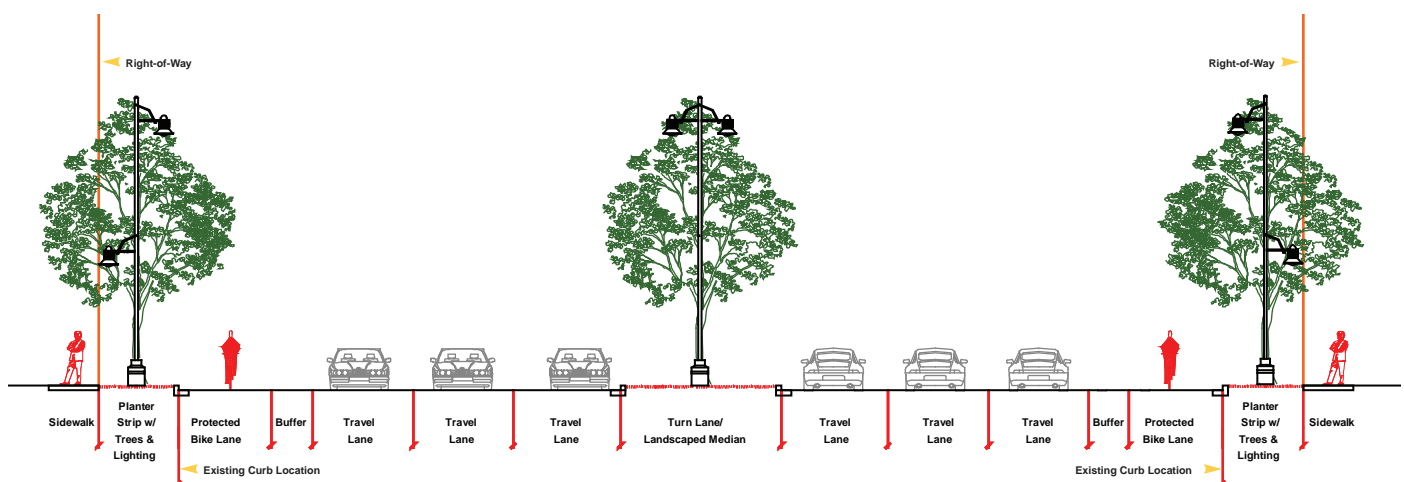 Right-of-Way
Right-of-Way
Sidewalk
Planter
Strip w/
Trees &
Lighting
Protected
Bike Lane
Buffer
Travel
Lane
Travel
Lane
Travel
Lane
Turn Lane/
Landscaped Median
Travel
Lane
Travel
Lane
Travel
Lane
Buffer
Protected
Bike Lane
Planter
Strip w/
Trees &
Lighting
Sidewalk
Existing Curb Location
Existing Curb Location